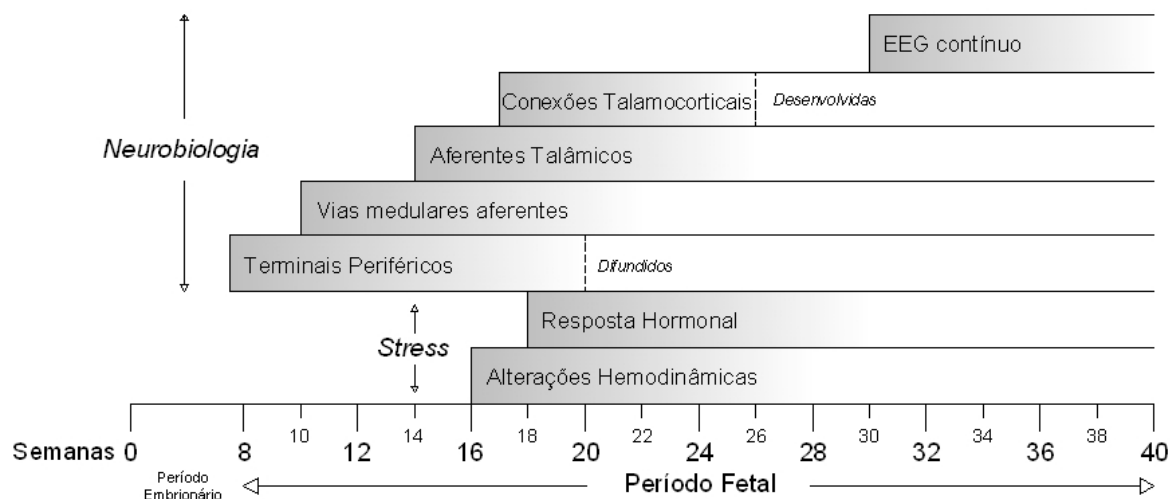 EEG contínuo
Conexões Talamocorticais
Desenvolvidas
Neurobiologia
Aferentes Talâmicos
Vias medulares aferentes
Terminais Periféricos
Difundidos
Resposta Hormonal
Stress
Alterações Hemodinâmicas
Semanas 0 8 10 12 14 16 18 20 22 24 26 28 30 32 34 36 38 40
Período
Embrionário
Período Fetal